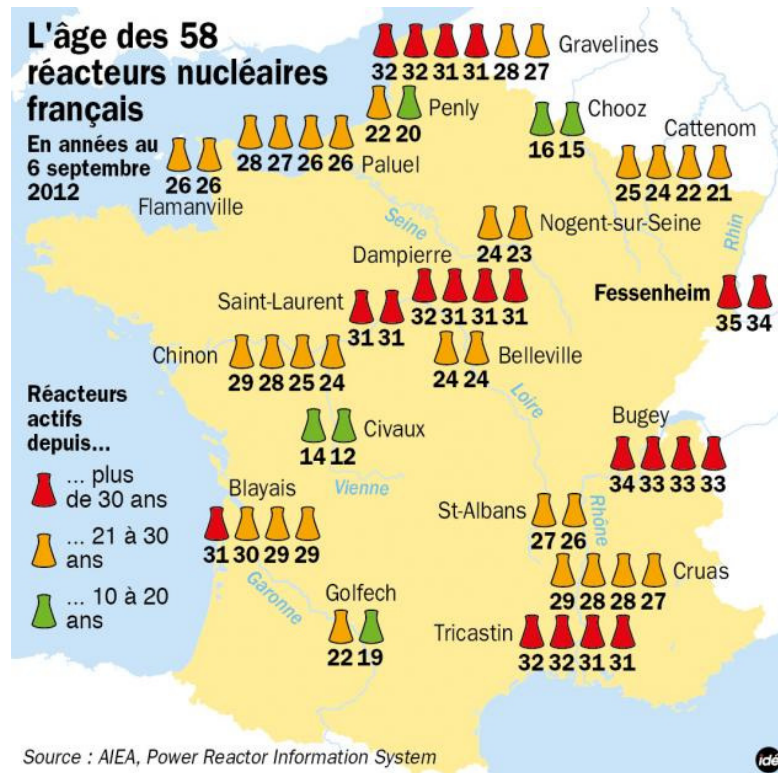 L'âge des 58
réacteurs nucléaires
français
En années au
6 septembre
2012
Gravelines
32 32 31 31 28 27
Penly
22 20
Chooz
16 15
Cattenom
25 24 22 21
Paluel
28 27 26 26
Flamanville
26 26
Seine
Nogent-sur-Seine
24 23
Rhin
Dampierre
32 31 31 31
Fessenheim
35 34
Saint-Laurent
31 31
Chinon
29 28 25 24
Belleville
24 24
Loire
Réacteurs
actifs
depuis...
... plus
de 30 ans
... 21 à 30
ans
... 10 à 20
ans
Civaux
14 12
Vienne
Bugey
34 33 33 33
Blayais
31 30 29 29
St-Albans
27 26
Rhône
Garonne
Cruas
29 28 28 27
Golfech
22 19
Tricastin
32 32 31 31
Source : AIEA, Power Reactor Information System
idé